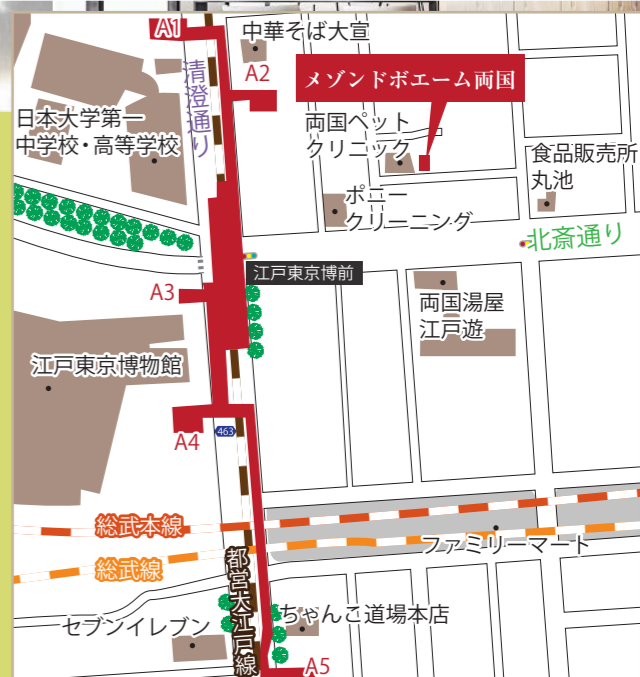 A1
中華そば大宣
清澄通り
A2
メゾンドボエーム両国
日本大学第一
中学校・高等学校
両国ペット
クリニック
食品販売所
丸池
ポニー
クリーニング
北斎通り
江戸東京博前
A3
両国湯屋
江戸遊
江戸東京博物館
A4
463
総武本線
ファミリーマート
総武線
都営大江戸線
セブンイレブン
ちゃんこ道場本店
A5